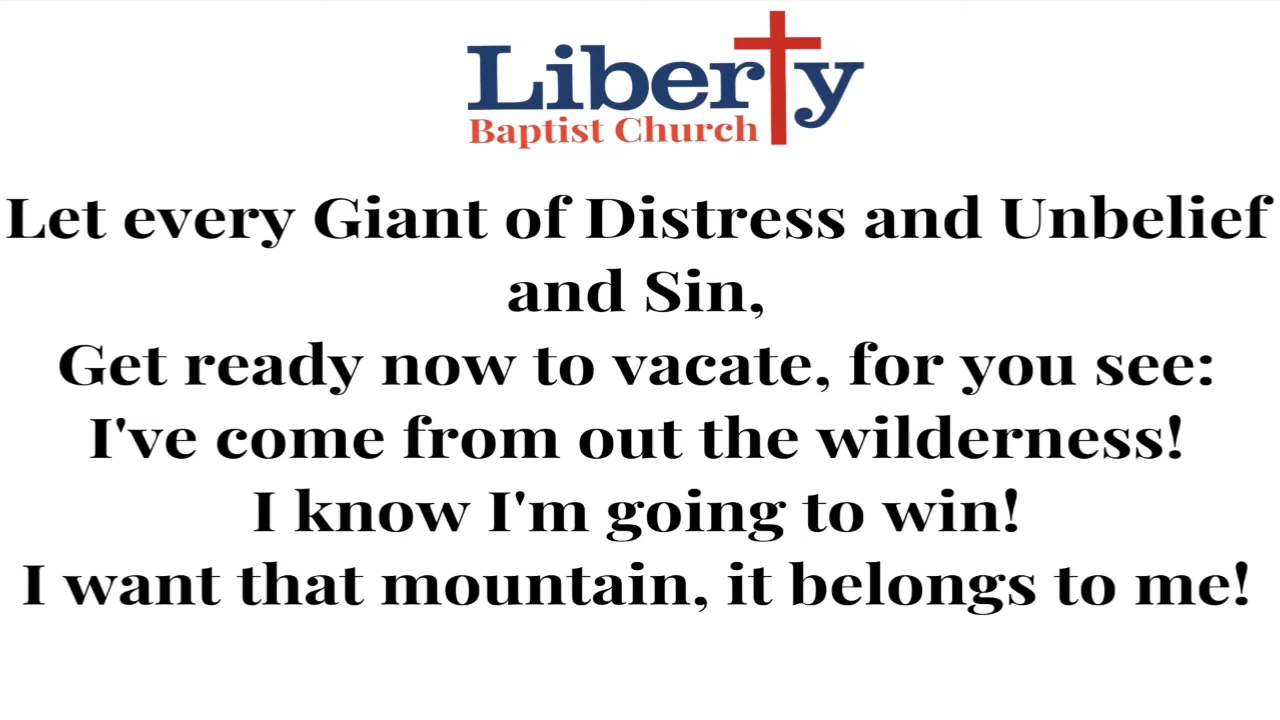 Liberty
Baptist Church
Let every Giant of Distress and Unbelief
and Sin,
Get ready now to vacate, for you see:
I've come from out the wilderness!
I know I'm going to win!
I want that mountain, it belongs to me!